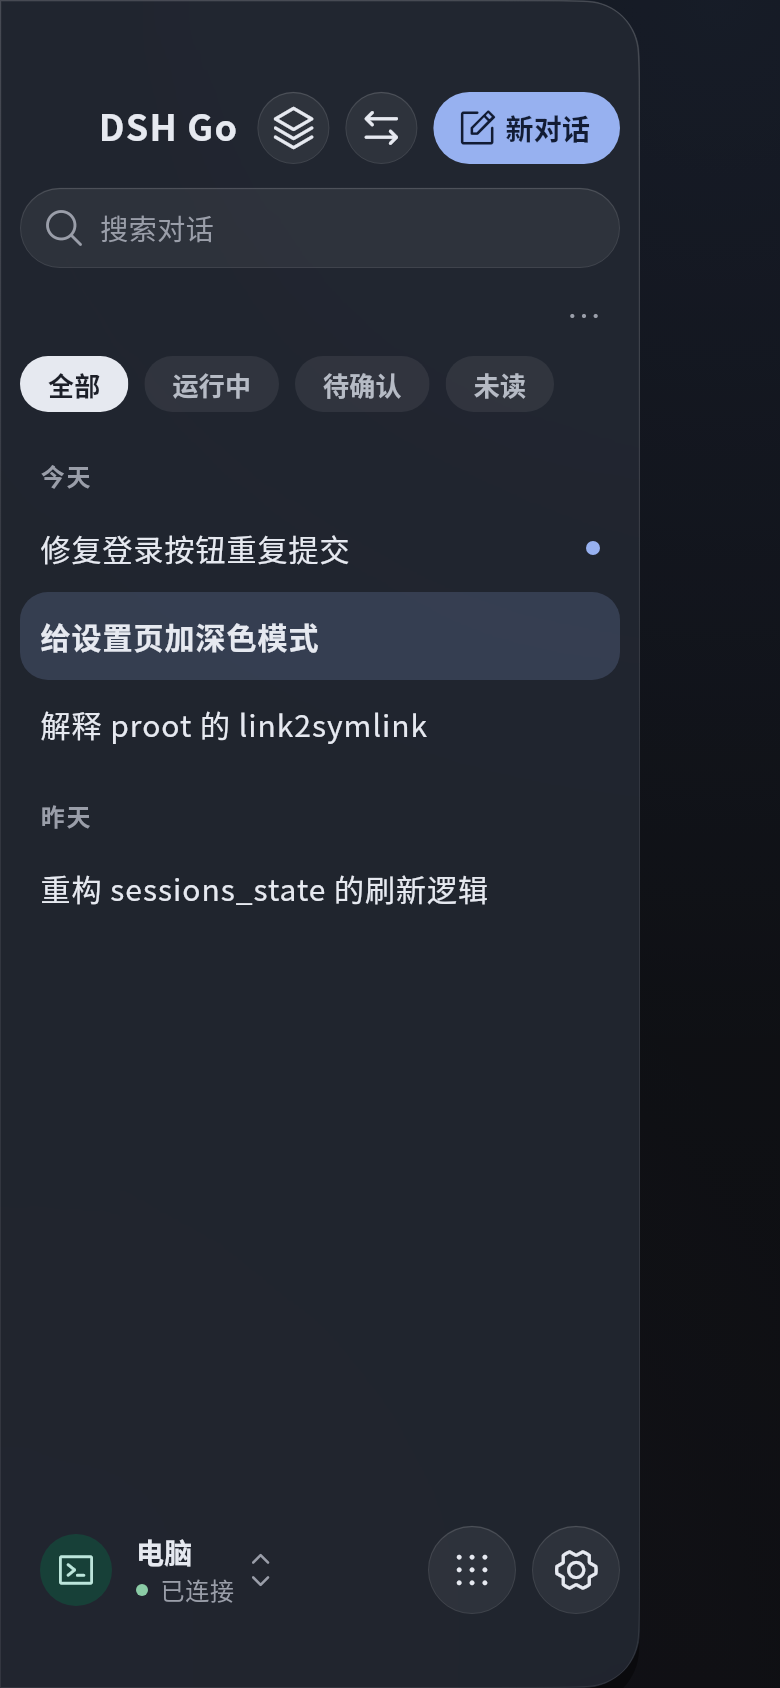 DSH Go
新对话
搜索对话
...
全部 运行中 待确认 未读
今天
修复登录按钮重复提交
给设置页加深色模式
解释 proot 的 link2symlink
昨天
重构 sessions_state 的刷新逻辑
电脑
已连接